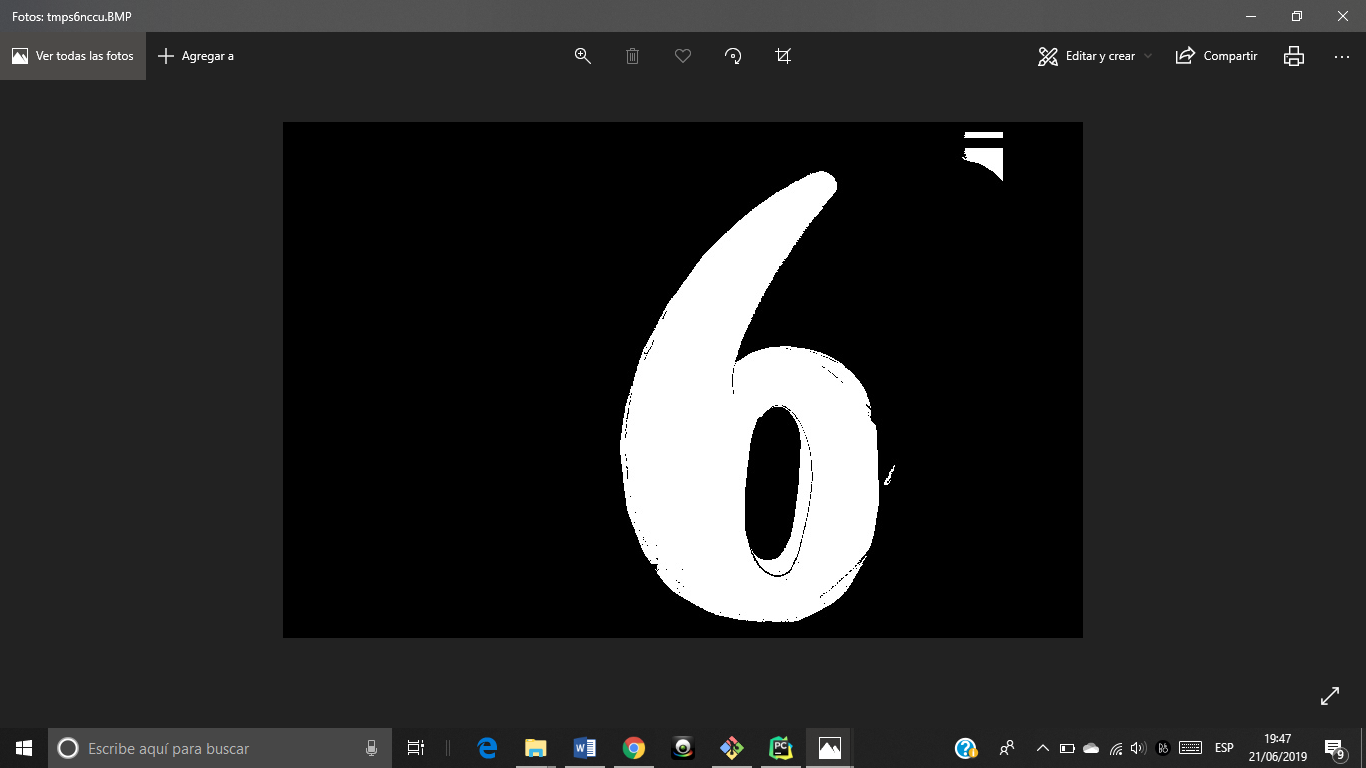 Fotos: tmps6nccu.BMP
Ver todas las fotos
Agregar a
Editar y crear
Compartir
6
Escribe aquí para buscar
W
PC
ESP
19:47
21/06/2019
9